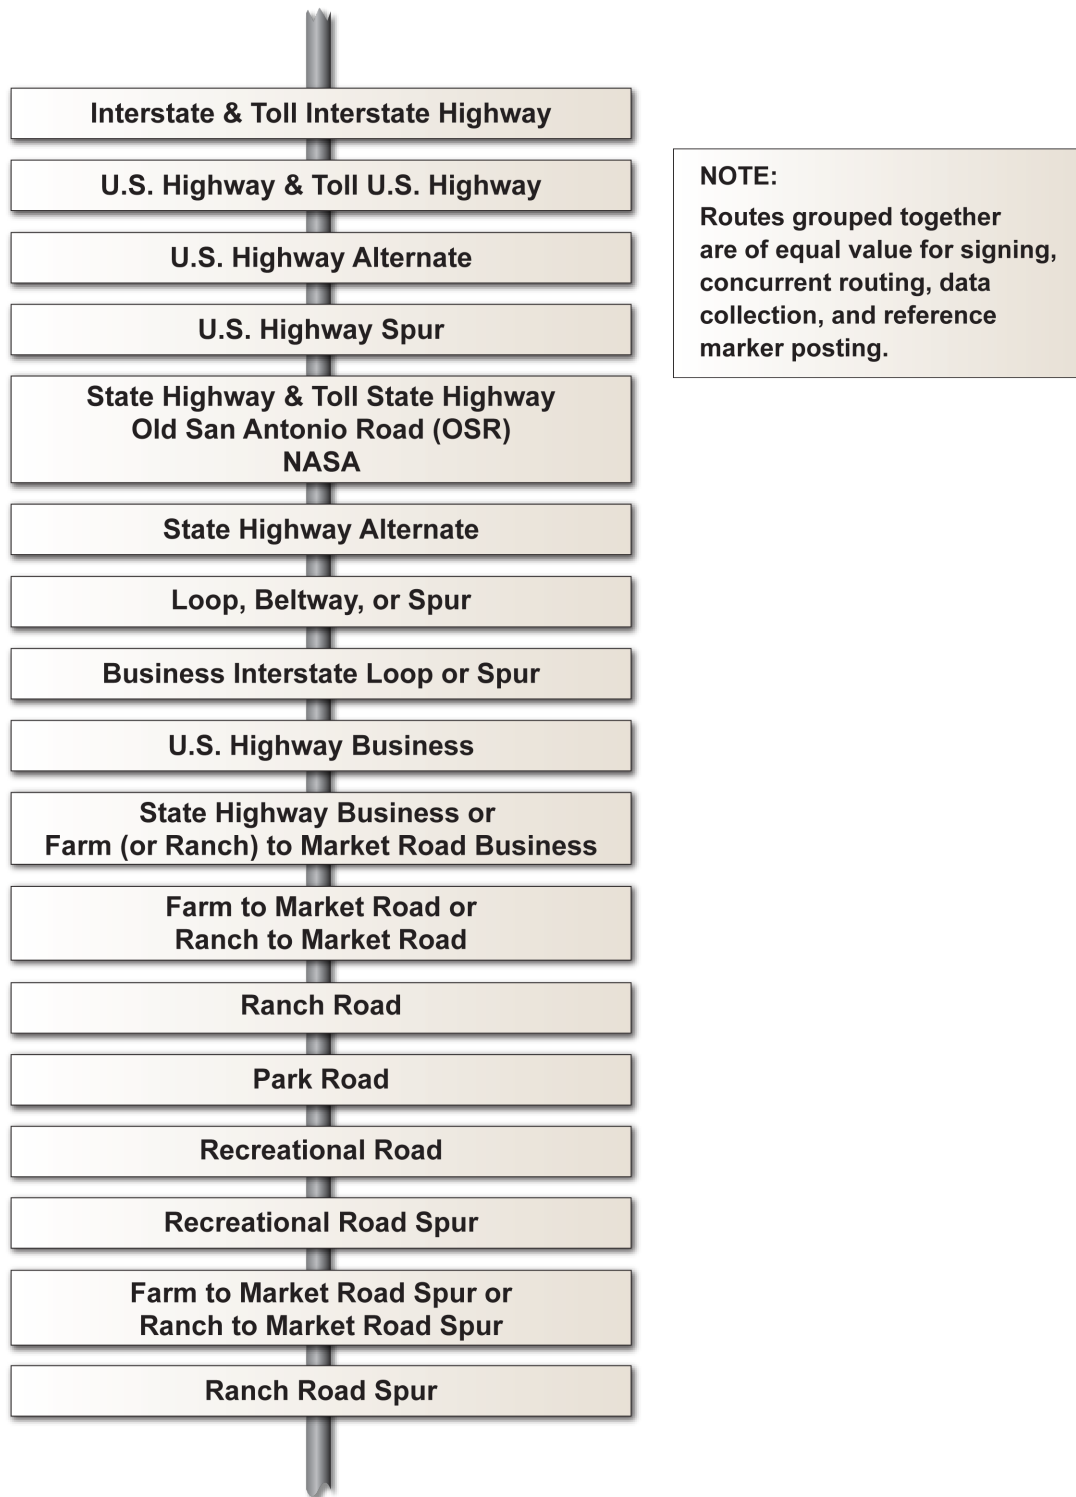 Interstate & Toll Interstate Highway
U.S. Highway & Toll U.S. Highway
U.S. Highway Alternate
U.S. Highway Spur
State Highway & Toll State Highway
Old San Antonio Road (OSR)
NASA
State Highway Alternate
Loop, Beltway, or Spur
Business Interstate Loop or Spur
U.S. Highway Business
State Highway Business or
Farm (or Ranch) to Market Road Business
Farm to Market Road or
Ranch to Market Road
Ranch Road
Park Road
Recreational Road
Recreational Road Spur
Farm to Market Road Spur or
Ranch to Market Road Spur
Ranch Road Spur
NOTE:
Routes grouped together
are of equal value for signing,
concurrent routing, data
collection, and reference
marker posting.